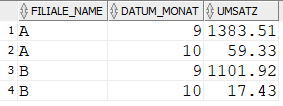 FILIALE_NAME DATUM_MONAT UMSATZ
1 A 9 1383.51
2 A 10 59.33
3 B 9 1101.92
4 B 10 17.43